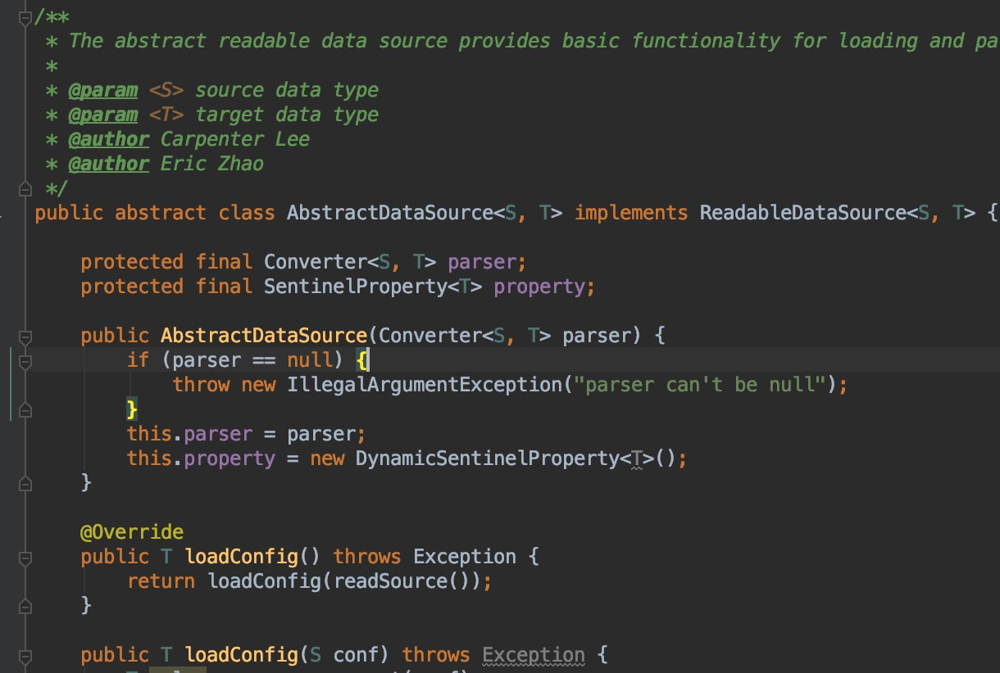 /**
 * The abstract readable data source provides basic functionality for loading and pa
 *
 * @param <S> source data type
 * @param <T> target data type
 * @author Carpenter Lee
 * @author Eric Zhao
 */
public abstract class AbstractDataSource<S, T> implements ReadableDataSource<S, T> {
    protected final Converter<S, T> parser;
    protected final SentinelProperty<T> property;
    public AbstractDataSource(Converter<S, T> parser) {
        if (parser == null) {
            throw new IllegalArgumentException("parser can't be null");
        }
        this.parser = parser;
        this.property = new DynamicSentinelProperty<T>();
    }
    @Override
    public T loadConfig() throws Exception {
        return loadConfig(readSource());
    }
    public T loadConfig(S conf) throws Exception {